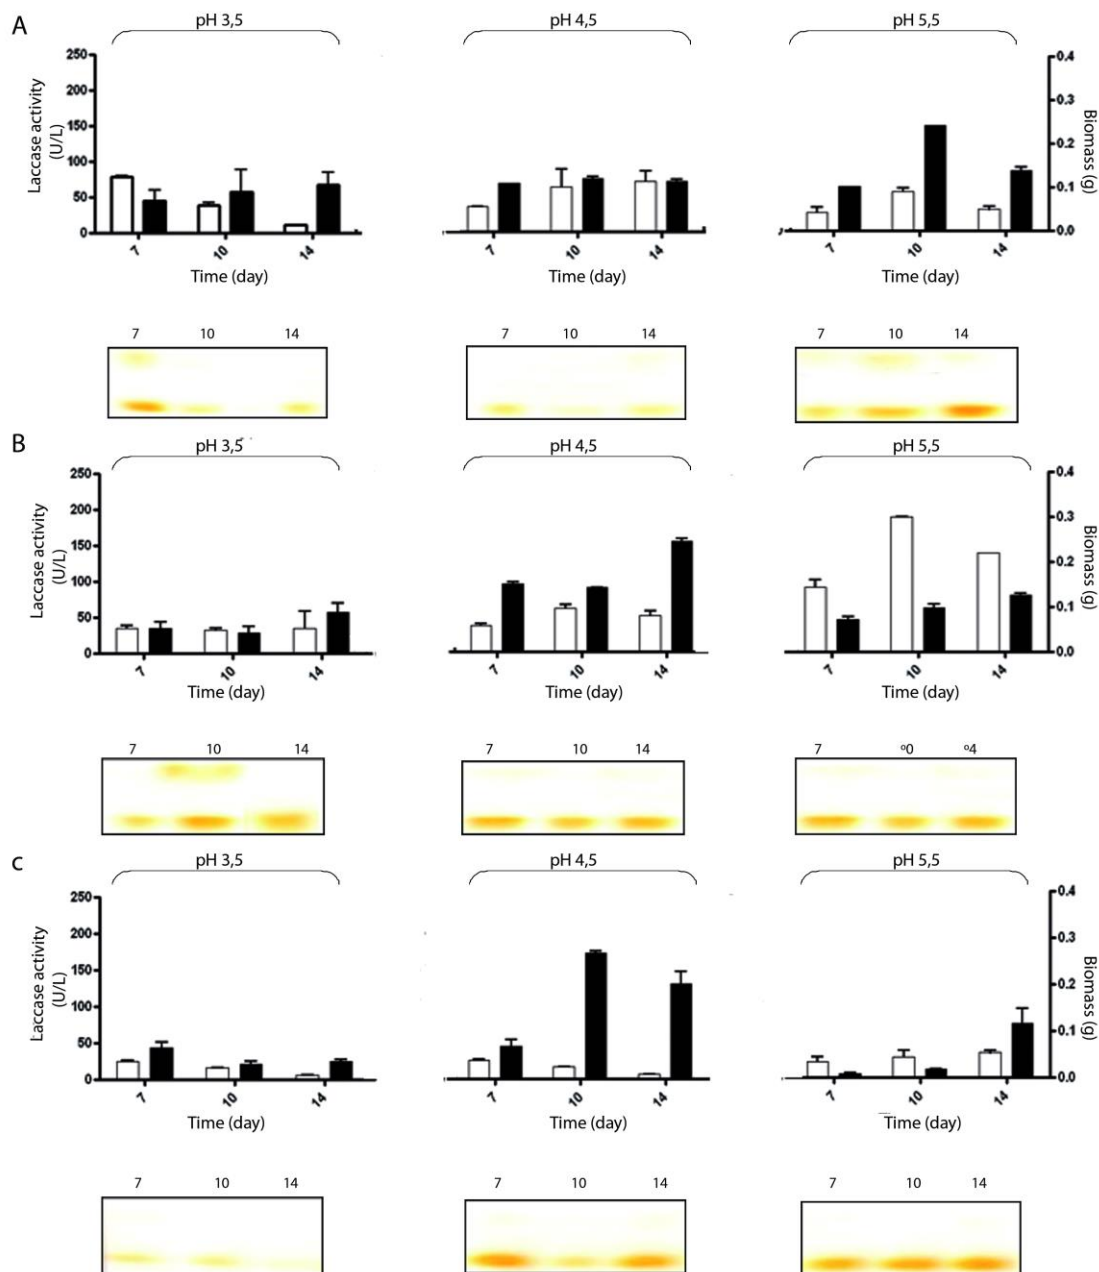 A
pH 3,5
pH 4,5
pH 5,5
250
200
150
100
50
0
Laccase activity
(U/L)
0.4
0.3
0.2
0.1
0.0
Biomass (g)
7 10 14
7 10 14
7 10 14
Time (day)
Time (day)
Time (day)
7 10 14
7 10 14
7 10 14
B
pH 3,5
pH 4,5
pH 5,5
250
200
150
100
50
0
Laccase activity
(U/L)
0.4
0.3
0.2
0.1
0.0
Biomass (g)
7 10 14
7 10 14
7 10 14
Time (day)
Time (day)
Time (day)
7 10 14
7 10 14
7 º0 º4
c
pH 3,5
pH 4,5
pH 5,5
250
200
150
100
50
0
Laccase activity
(U/L)
0.4
0.3
0.2
0.1
0.0
Biomass (g)
7 10 14
7 10 14
7 10 14
Time (day)
Time (day)
Time (day)
7 10 14
7 10 14
7 10 14